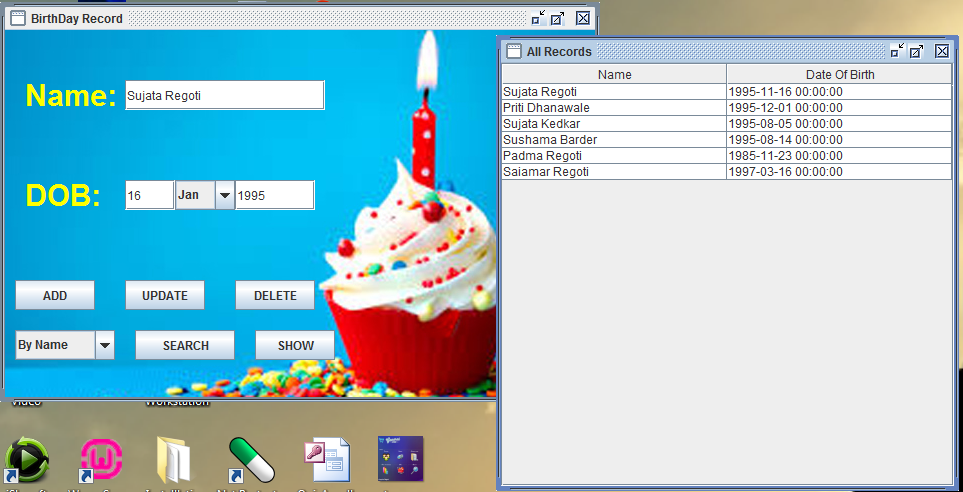 BirthDay Record
Name: Sujata Regoti
DOB: 16 Jan 1995
ADD UPDATE DELETE
By Name SEARCH SHOW
All Records
Name Date Of Birth
Sujata Regoti 1995-11-16 00:00:00
Priti Dhanawale 1995-12-01 00:00:00
Sujata Kedkar 1995-08-05 00:00:00
Sushama Barder 1995-08-14 00:00:00
Padma Regoti 1985-11-23 00:00:00
Saiamar Regoti 1997-03-16 00:00:00
Video Workstation